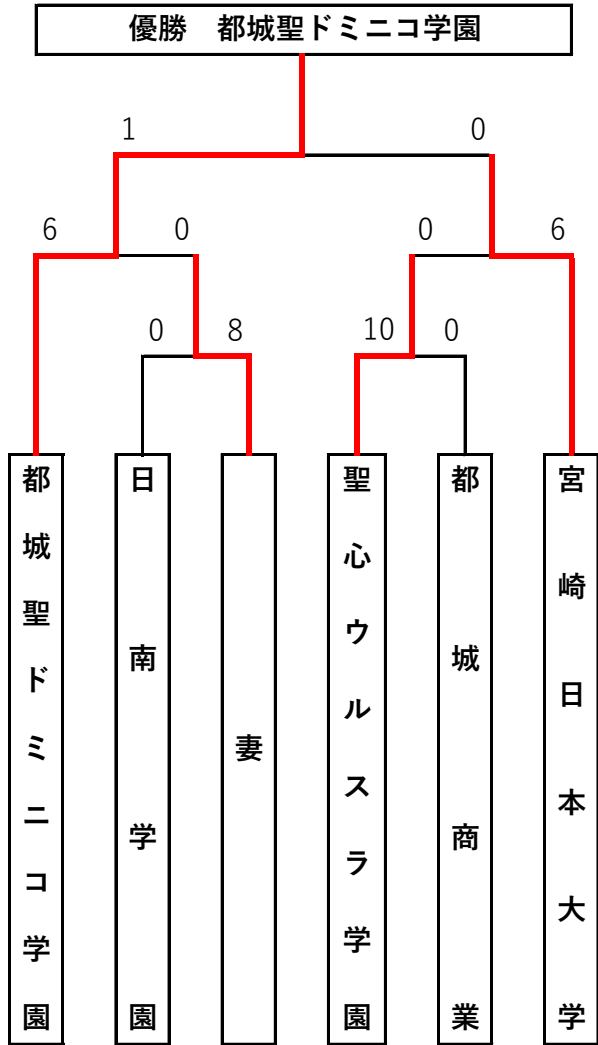 優勝　都城聖ドミニコ学園
1
0
6
0
0
6
0
8
10
0
都城聖ドミニコ学園
日南学園
妻
聖心ウルスラ学園
都城商業
宮崎日本大学